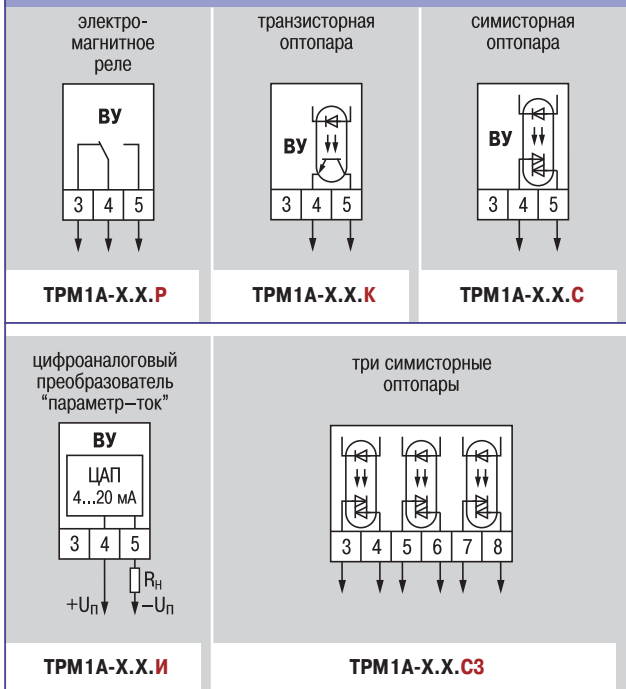 электро-
магнитное
реле
ВУ
3 4 5
ТРМ1А-Х.Х.Р
транзисторная
оптопара
ВУ
3 4 5
ТРМ1А-Х.Х.К
симисторная
оптопара
ВУ
3 4 5
ТРМ1А-Х.Х.С
цифроаналоговый
преобразователь
“параметр–ток”
ВУ
ЦАП
4...20 мА
3 4 5
Rн
+Uп –Uп
ТРМ1А-Х.Х.И
три симисторные
оптопары
3 4 5 6 7 8
ТРМ1А-Х.Х.С3